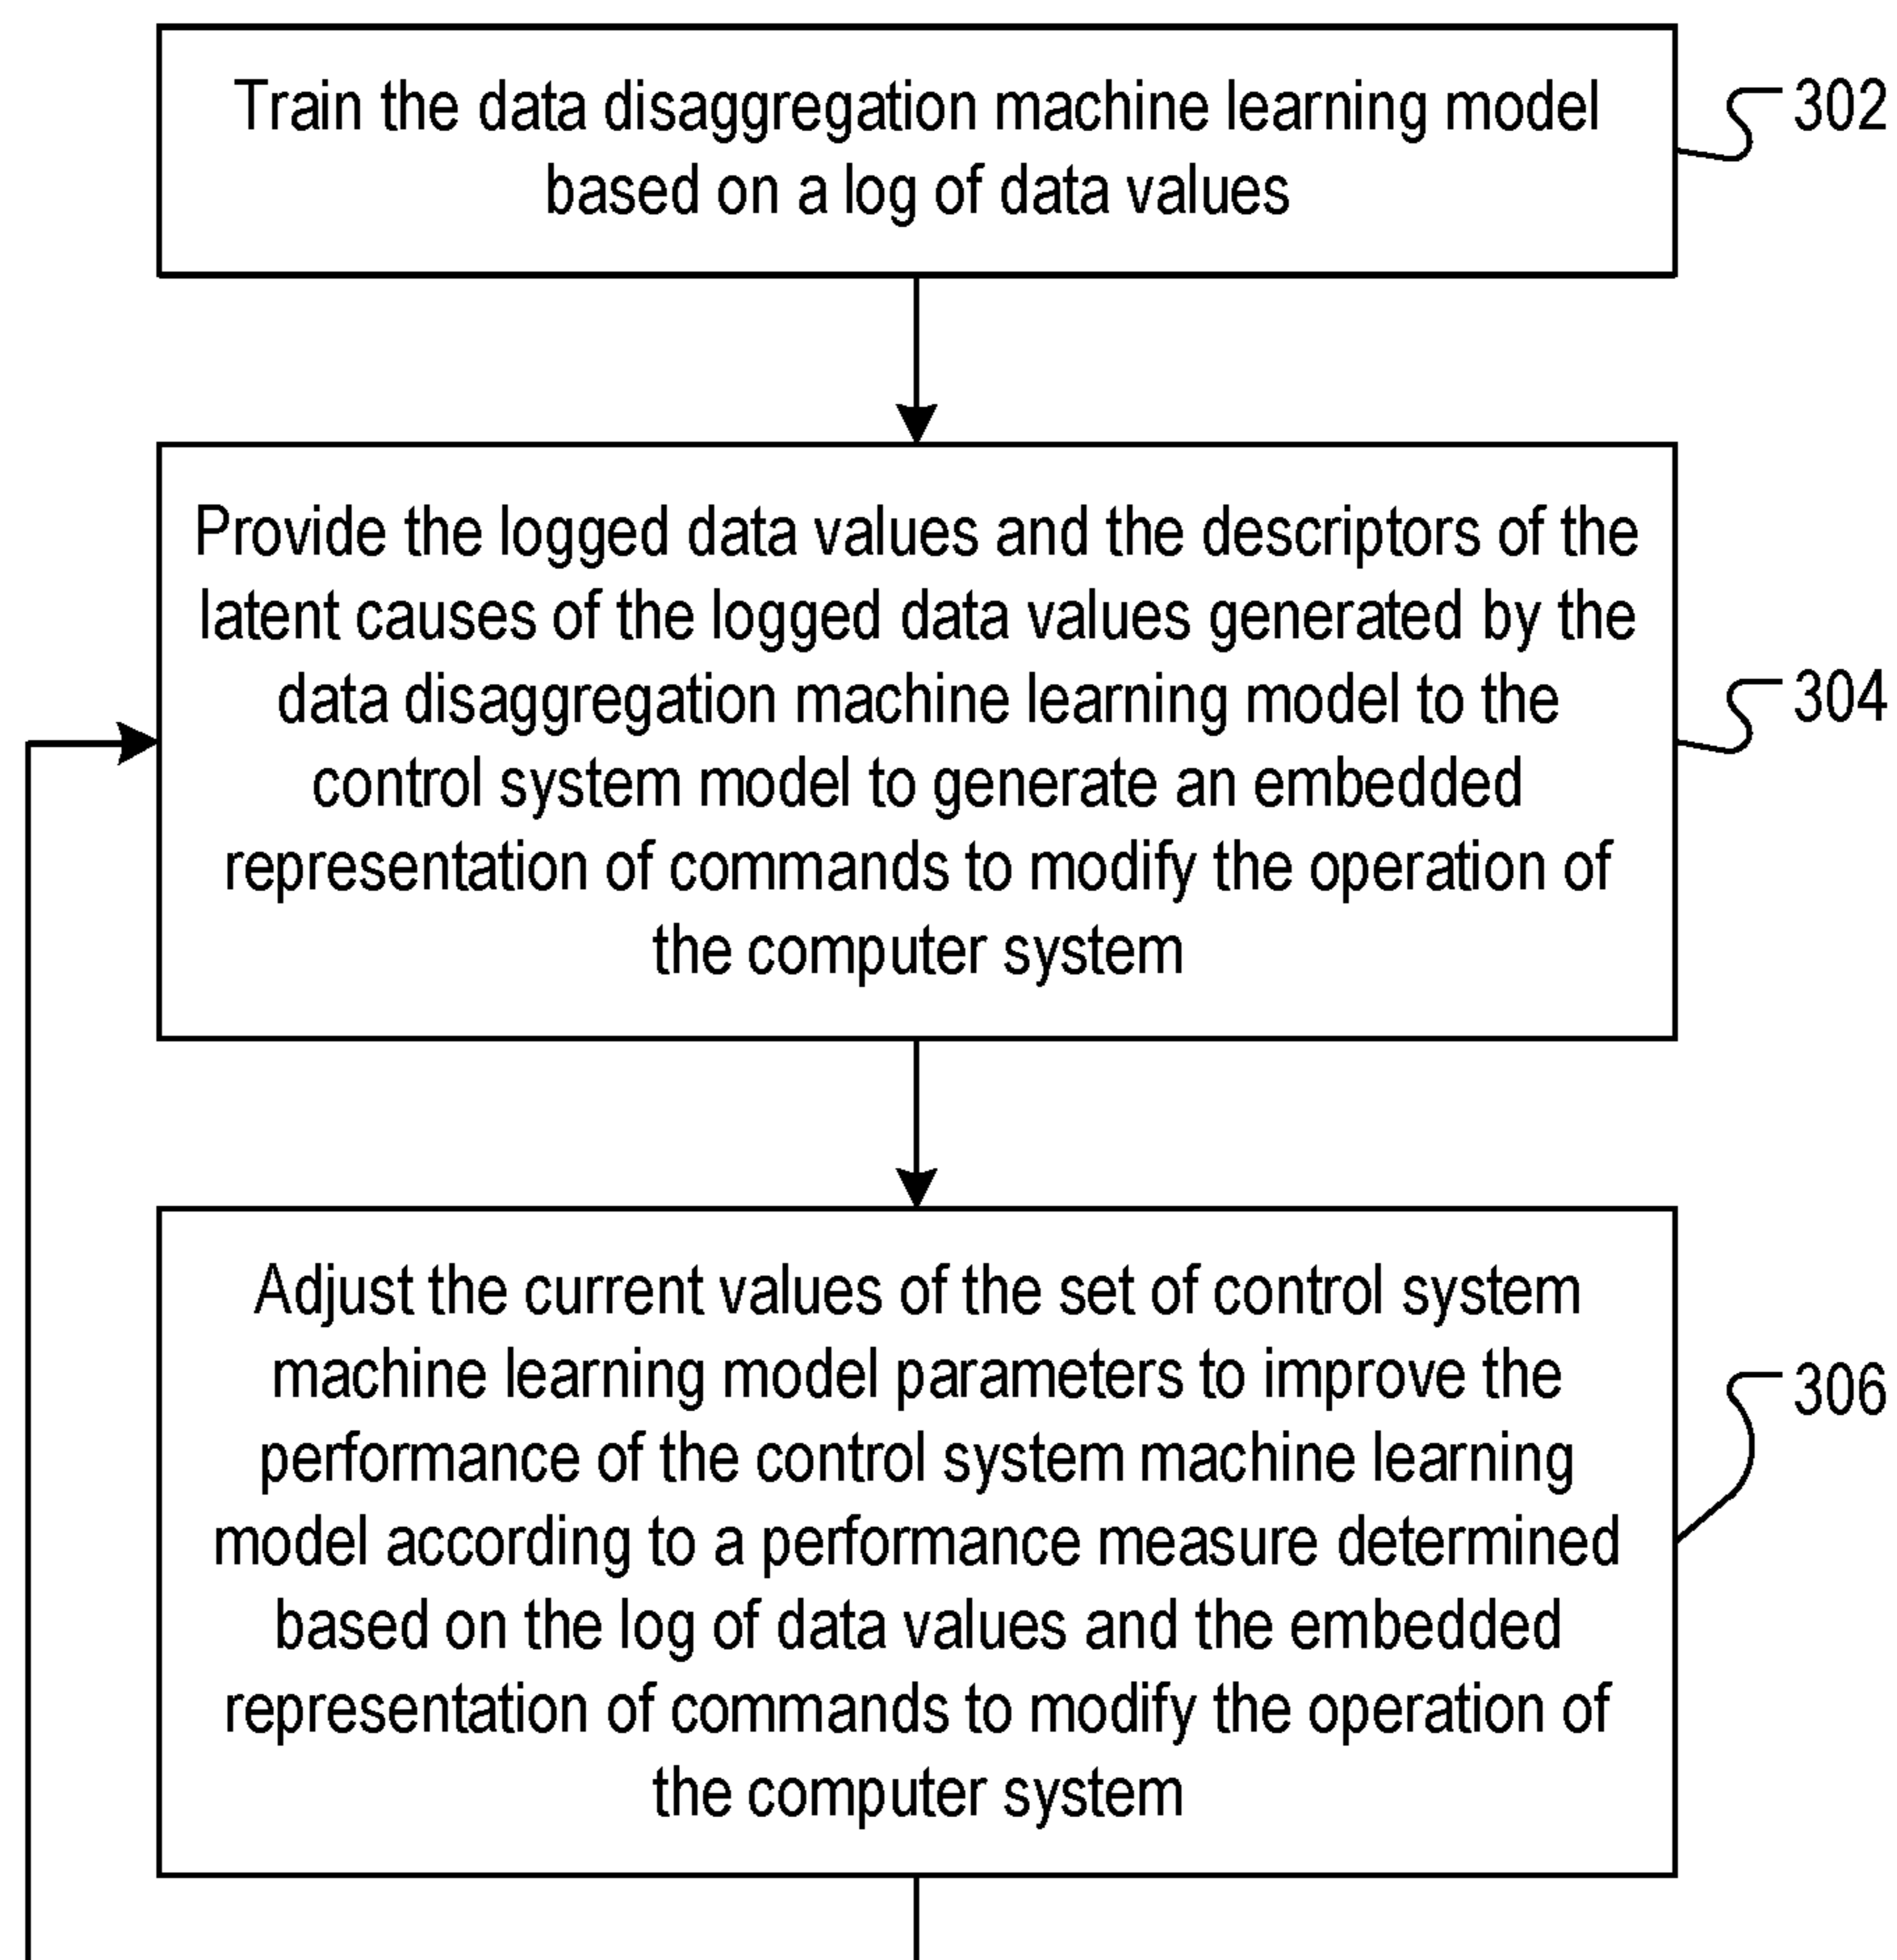 Train the data disaggregation machine learning model
based on a log of data values
302
Provide the logged data values and the descriptors of the
latent causes of the logged data values generated by the
data disaggregation machine learning model to the
control system model to generate an embedded
representation of commands to modify the operation of
the computer system
304
Adjust the current values of the set of control system
machine learning model parameters to improve the
performance of the control system machine learning
model according to a performance measure determined
based on the log of data values and the embedded
representation of commands to modify the operation of
the computer system
306